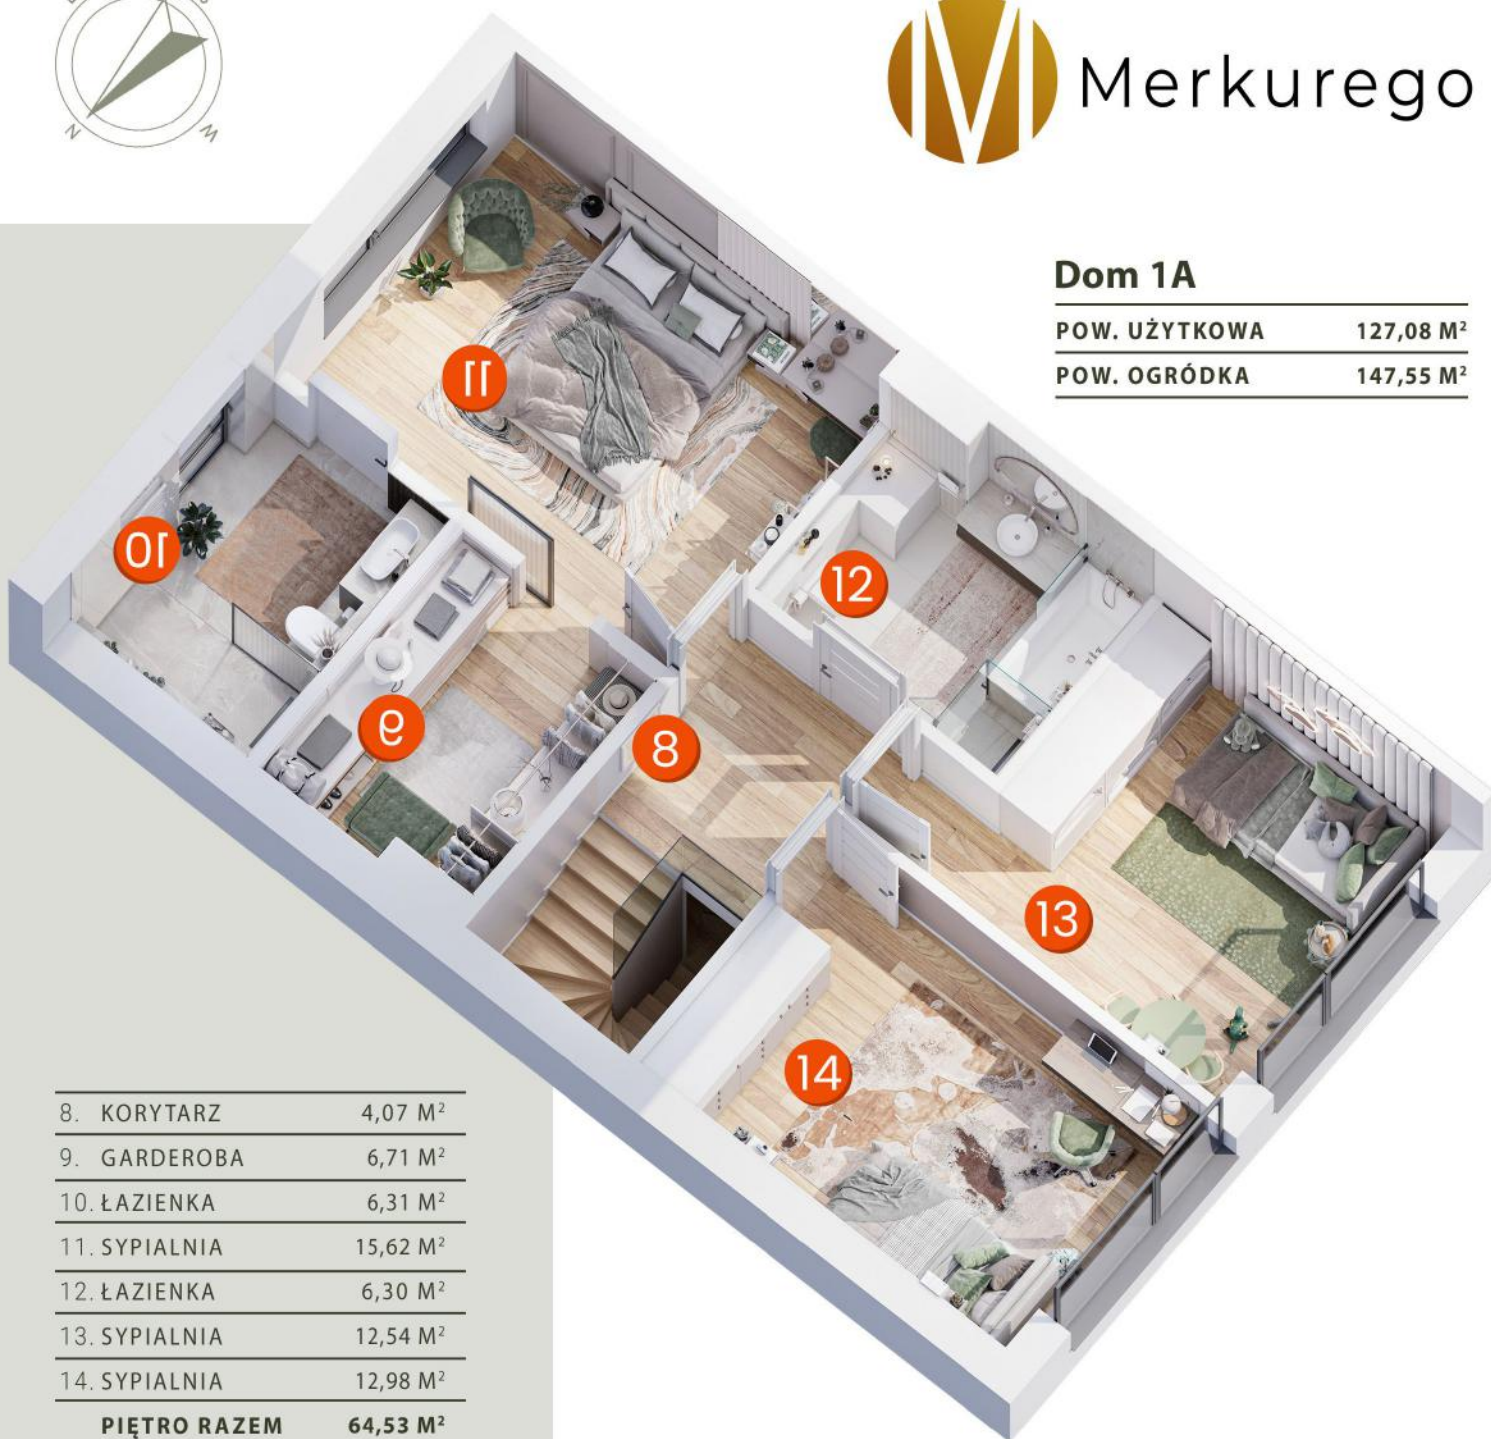 N
W
Merkurego
Dom 1A
POW. UŻYTKOWA 127,08 M²
POW. OGRÓDKA 147,55 M²
11
10
12
9
8
13
14
8. KORYTARZ 4,07 M²
9. GARDEROBA 6,71 M²
10. ŁAZIENKA 6,31 M²
11. SYPIALNIA 15,62 M²
12. ŁAZIENKA 6,30 M²
13. SYPIALNIA 12,54 M²
14. SYPIALNIA 12,98 M²
PIĘTRO RAZEM 64,53 M²